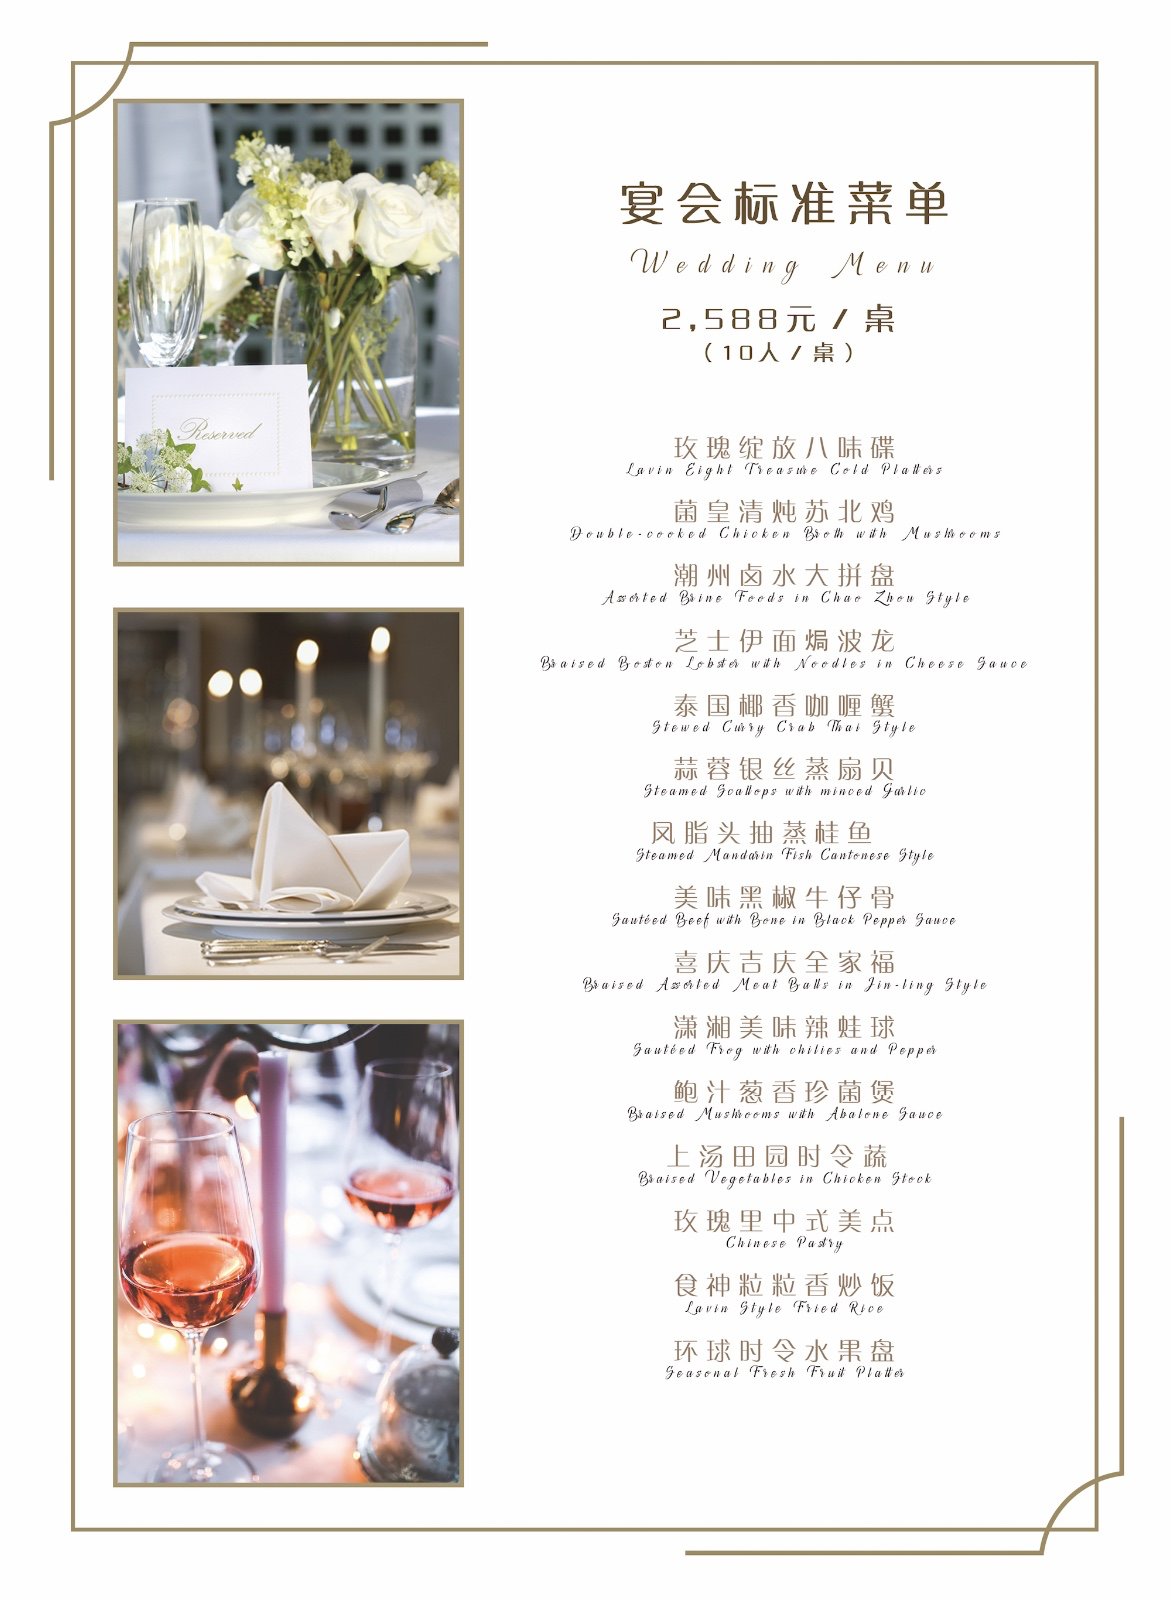 Reserved
宴会标准菜单
Wedding Menu
2,588元/桌
(10人/桌)
玫瑰绽放八味碟
Lavin Eight Treasure Cold Platters
菌皇清炖苏北鸡
Double-cooked Chicken Broth with Mushrooms
潮州卤水大拼盘
Assorted Brine Foods in Chao Zhou Style
芝士伊面焗波龙
Braised Boston Lobster with Noodles in Cheese Sauce
泰国椰香咖喱蟹
Stewed Curry Crab Thai Style
蒜蓉银丝蒸扇贝
Steamed Scallops with minced Garlic
凤脂头抽蒸桂鱼
Steamed Mandarin Fish Cantonese Style
美味黑椒牛仔骨
Sautéed Beef with Bone in Black Pepper Sauce
喜庆吉庆全家福
Braised Assorted Meat Balls in Jin-ling Style
潇湘美味辣蛙球
Sautéed Frog with chilies and Pepper
鲍汁葱香珍菌煲
Braised Mushrooms with Abalone Sauce
上汤田园时令蔬
Braised Vegetables in Chicken Stock
玫瑰里中式美点
Chinese Pastry
食神粒粒香炒饭
Lavin Style Fried Rice
环球时令水果盘
Seasonal Fresh Fruit Platter